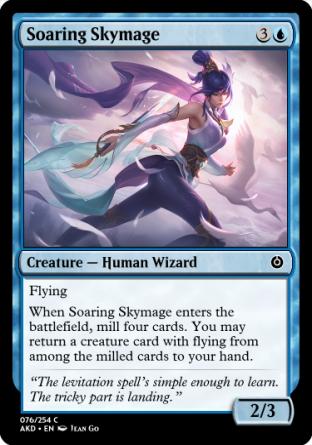 Soaring Skymage 3
Creature — Human Wizard
Flying
When Soaring Skymage enters the
battlefield, mill four cards. You may
return a creature card with flying from
among the milled cards to your hand.
“The levitation spell’s simple enough to learn.
The tricky part is landing.”
2/3
076/254 C
AKD • EN Jean Go